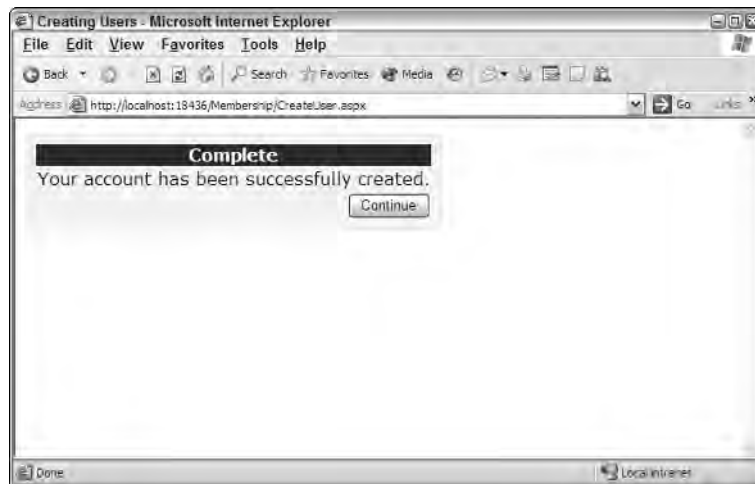 Creating Users - Microsoft Internet Explorer
File Edit View Favorites Tools Help
Back Search Favorites Media
Address http://localhost:18436/Membership/CreateUser.aspx Go Links »
Complete
Your account has been successfully created.
Continue
Done Local intranet